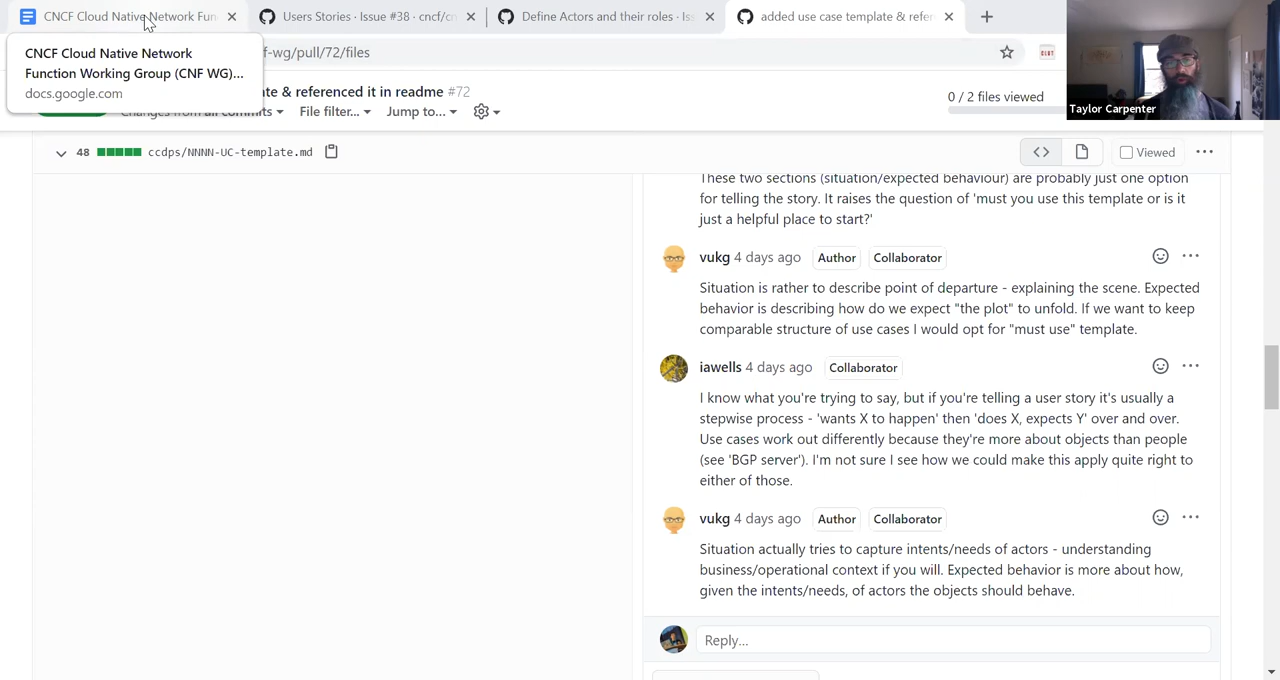 CNCF Cloud Native Network Fun
Users Stories · Issue #38 · cncf/cn
Define Actors and their roles · Iss
added use case template & refer
CNCF Cloud Native Network
Function Working Group (CNF WG)...
docs.google.com
f-wg/pull/72/files
CLOT
Taylor Carpenter
ate & referenced it in readme #72
Changes from all commits
File filter...
Jump to...
0 / 2 files viewed
48
ccdps/NNNN-UC-template.md
Viewed
These two sections (situation/expected behaviour) are probably just one option
for telling the story. It raises the question of 'must you use this template or is it
just a helpful place to start?'
vukg 4 days ago Author Collaborator
Situation is rather to describe point of departure - explaining the scene. Expected
behavior is describing how do we expect "the plot" to unfold. If we want to keep
comparable structure of use cases I would opt for "must use" template.
iawells 4 days ago Collaborator
I know what you're trying to say, but if you're telling a user story it's usually a
stepwise process - 'wants X to happen' then 'does X, expects Y' over and over.
Use cases work out differently because they're more about objects than people
(see 'BGP server'). I'm not sure I see how we could make this apply quite right to
either of those.
vukg 4 days ago Author Collaborator
Situation actually tries to capture intents/needs of actors - understanding
business/operational context if you will. Expected behavior is more about how,
given the intents/needs, of actors the objects should behave.
Reply...